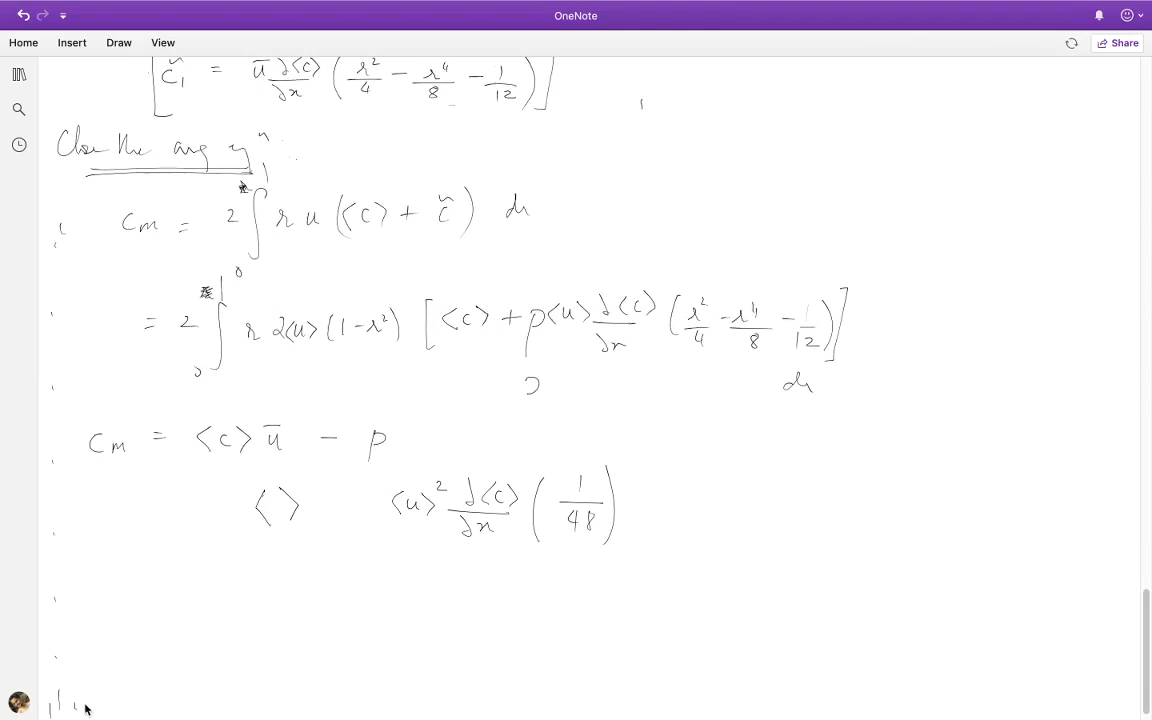 OneNote
Home Insert Draw View Share
c̃₁ = ū ∂⟨c⟩/∂x (r²/4 − r⁴/8 − 1/12)
Close the avg eqⁿ
Cm = 2 ∫₀¹ r u (⟨c⟩ + c̃) dr
= 2 ∫₀¹ r 2⟨u⟩ (1−r²) [⟨c⟩ + p⟨u⟩ ∂⟨c⟩/∂x (r²/4 − r⁴/8 − 1/12)] dr
Cm = ⟨c⟩ ū − p
⟨ ⟩ ⟨u⟩² ∂⟨c⟩/∂x (1/48)